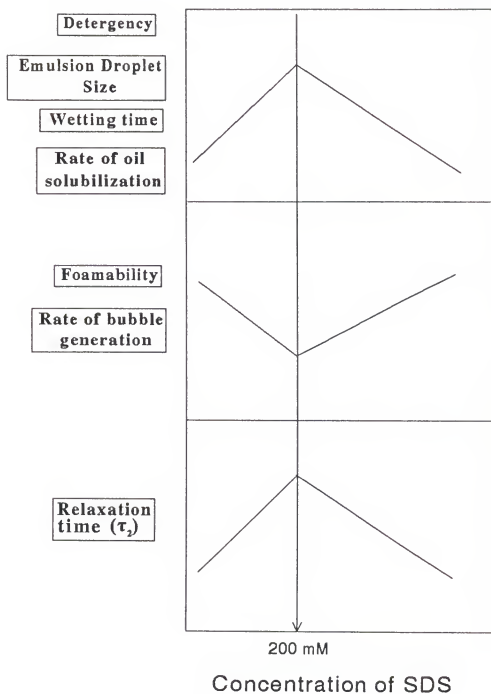 Detergency
Emulsion Droplet
Size
Wetting time
Rate of oil
solubilization
Foamability
Rate of bubble
generation
Relaxation
time (τ₂)
200 mM
Concentration of SDS